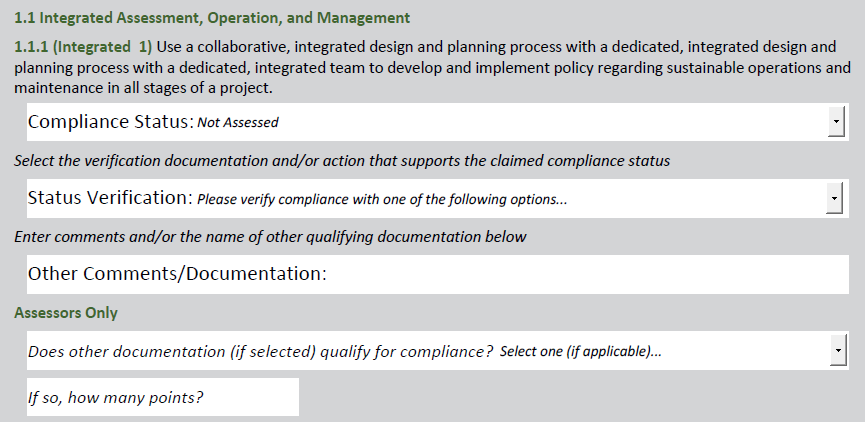 1.1 Integrated Assessment, Operation, and Management
1.1.1 (Integrated 1) Use a collaborative, integrated design and planning process with a dedicated, integrated design and
planning process with a dedicated, integrated team to develop and implement policy regarding sustainable operations and
maintenance in all stages of a project.
Compliance Status: Not Assessed
Select the verification documentation and/or action that supports the claimed compliance status
Status Verification: Please verify compliance with one of the following options...
Enter comments and/or the name of other qualifying documentation below
Other Comments/Documentation:
Assessors Only
Does other documentation (if selected) qualify for compliance? Select one (if applicable)...
If so, how many points?